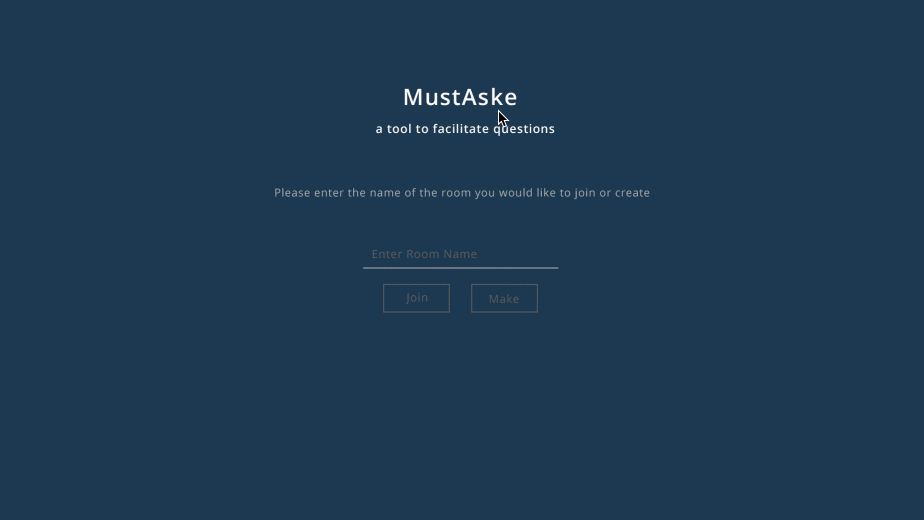 MustAske
a tool to facilitate questions
Please enter the name of the room you would like to join or create
Enter Room Name
Join
Make